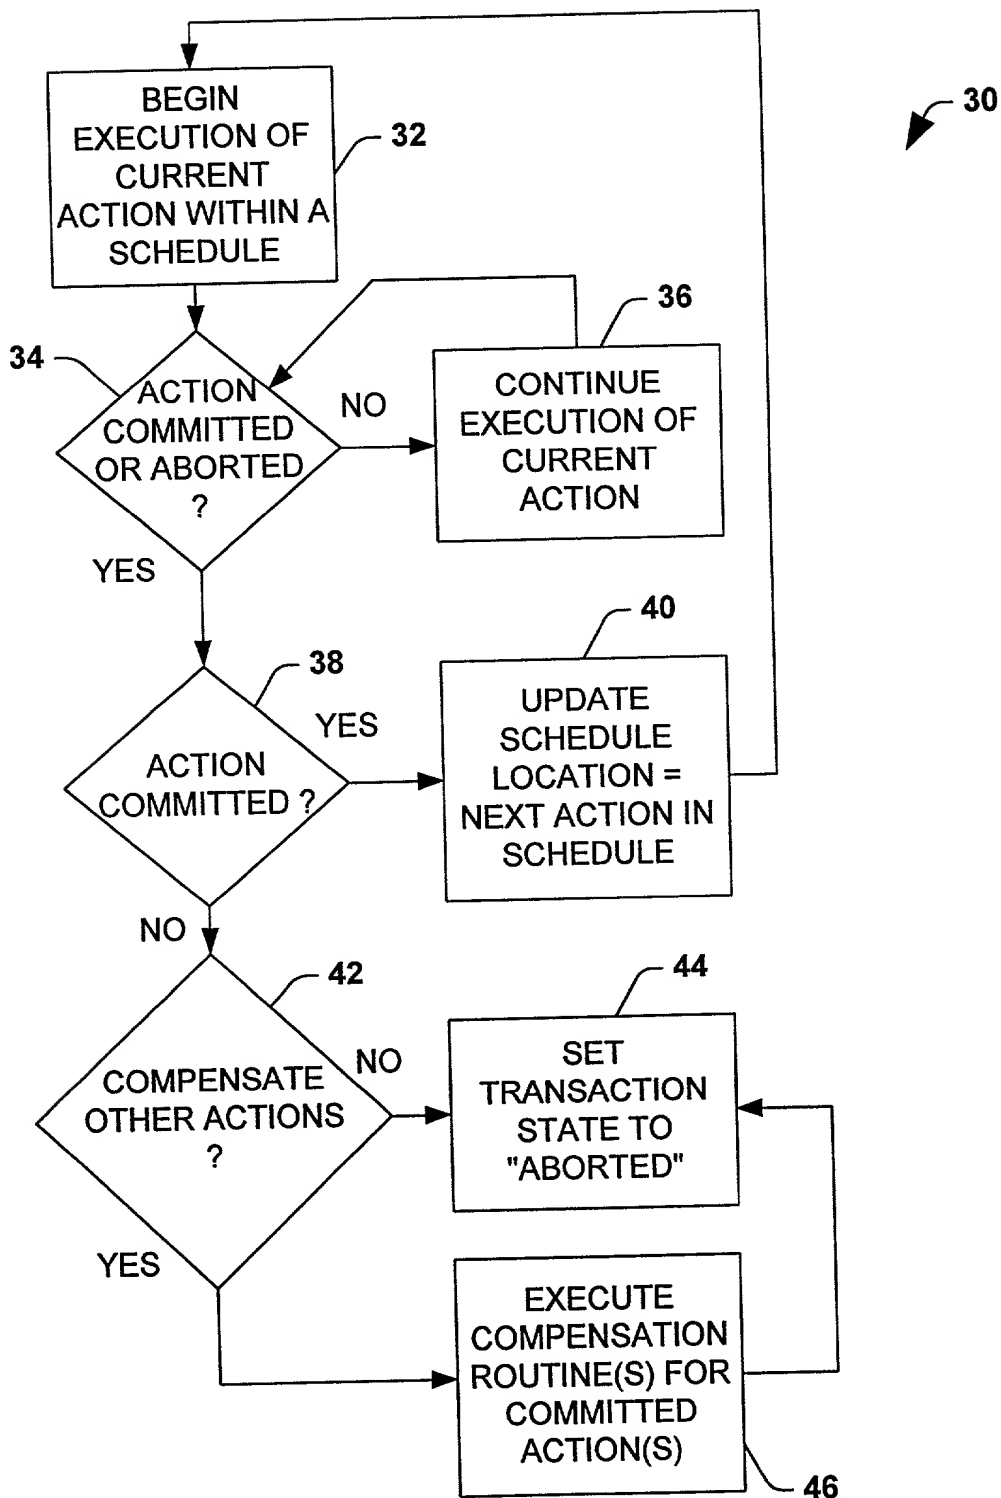 30
BEGIN
EXECUTION OF
CURRENT
ACTION WITHIN A
SCHEDULE
32
34
ACTION
COMMITTED
OR ABORTED
?
NO
YES
36
CONTINUE
EXECUTION OF
CURRENT
ACTION
38
ACTION
COMMITTED ?
YES
NO
40
UPDATE
SCHEDULE
LOCATION =
NEXT ACTION IN
SCHEDULE
42
COMPENSATE
OTHER ACTIONS
?
NO
YES
44
SET
TRANSACTION
STATE TO
"ABORTED"
EXECUTE
COMPENSATION
ROUTINE(S) FOR
COMMITTED
ACTION(S)
46